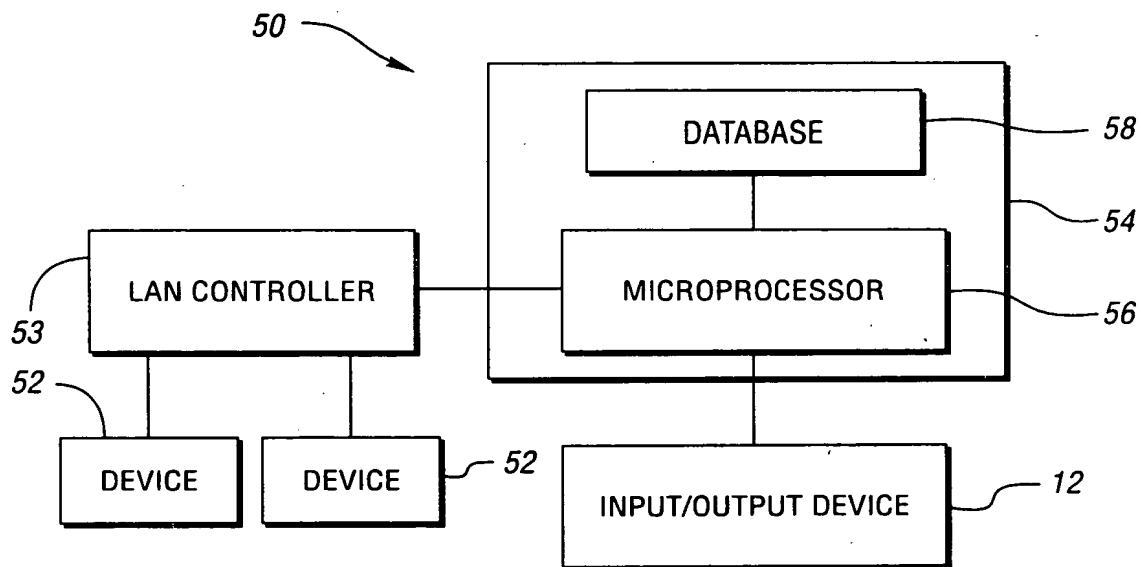 50
DATABASE
58
54
LAN CONTROLLER
MICROPROCESSOR
53
56
52
DEVICE
DEVICE
52
INPUT/OUTPUT DEVICE
12